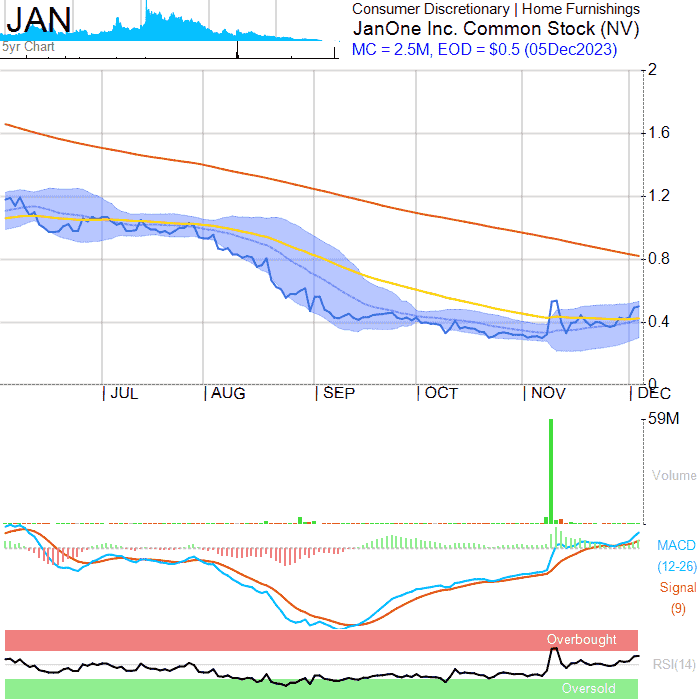 JAN
5yr Chart
Consumer Discretionary | Home Furnishings
JanOne Inc. Common Stock (NV)
MC = 2.5M, EOD = $0.5 (05Dec2023)
2
1.6
1.2
0.8
0.4
0
| JUL | AUG | SEP | OCT | NOV | DEC
59M
Volume
MACD
(12-26)
Signal
(9)
Overbought
RSI(14)
Oversold